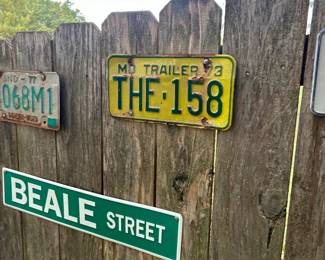 MO TRAILER 73
THE·158
068M1
BEALE STREET